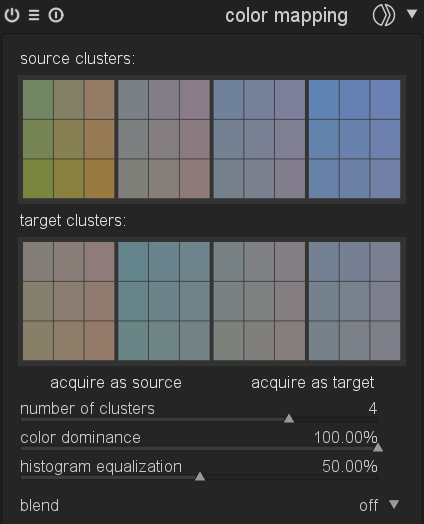 color mapping
source clusters:
target clusters:
acquire as source acquire as target
number of clusters 4
color dominance 100.00%
histogram equalization 50.00%
blend off